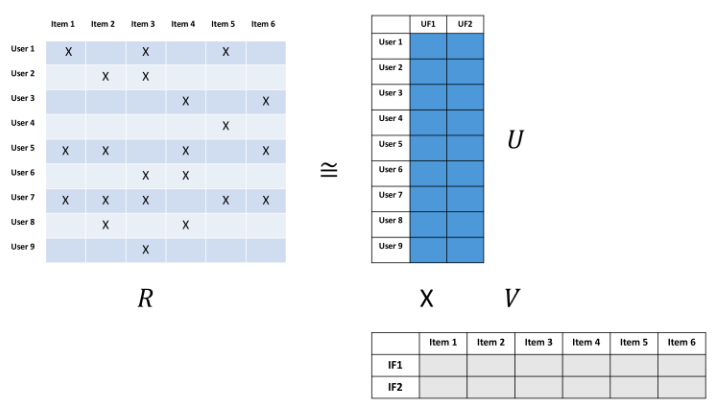 Item 1 Item 2 Item 3 Item 4 Item 5 Item 6
User 1 X X X
User 2 X X
User 3 X X
User 4 X
User 5 X X X X
User 6 X X
User 7 X X X X X
User 8 X X
User 9 X
R
≅
UF1 UF2
User 1
User 2
User 3
User 4
User 5
User 6
User 7
User 8
User 9
U
X V
Item 1 Item 2 Item 3 Item 4 Item 5 Item 6
IF1
IF2